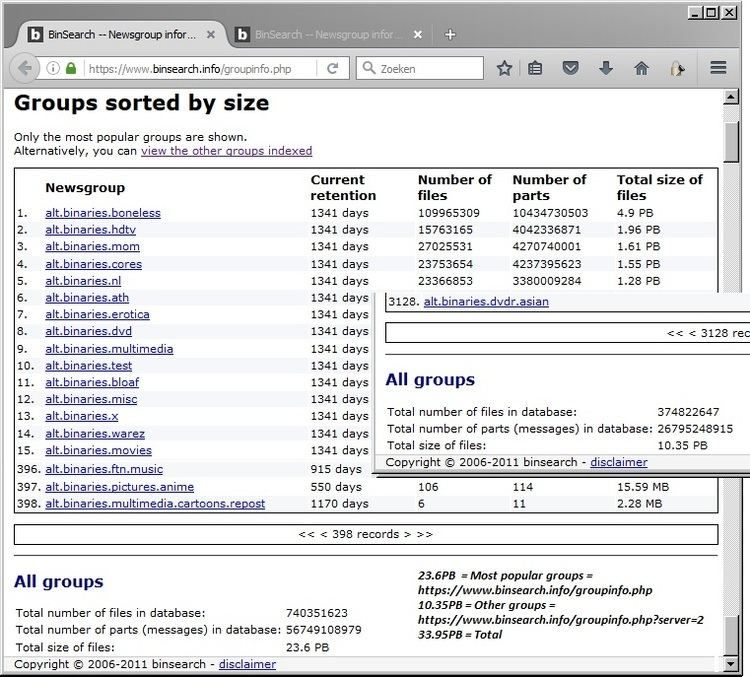 BinSearch -- Newsgroup infor...
BinSearch -- Newsgroup infor...
https://www.binsearch.info/groupinfo.php
Zoeken
Groups sorted by size
Only the most popular groups are shown.
Alternatively, you can view the other groups indexed
Newsgroup Current retention Number of files Number of parts Total size of files
1. alt.binaries.boneless 1341 days 109965309 10434730503 4.9 PB
2. alt.binaries.hdtv 1341 days 15763165 4042336871 1.96 PB
3. alt.binaries.mom 1341 days 27025531 4270740001 1.61 PB
4. alt.binaries.cores 1341 days 23753654 4237395623 1.55 PB
5. alt.binaries.nl 1341 days 23366853 3380009284 1.28 PB
6. alt.binaries.ath 1341 days
7. alt.binaries.erotica 1341 days
8. alt.binaries.dvd 1341 days
9. alt.binaries.multimedia 1341 days
10. alt.binaries.test 1341 days
11. alt.binaries.bloaf 1341 days
12. alt.binaries.misc 1341 days
13. alt.binaries.x 1341 days
14. alt.binaries.warez 1341 days
15. alt.binaries.movies 1341 days
396. alt.binaries.ftn.music 915 days
397. alt.binaries.pictures.anime 550 days 106 114 15.59 MB
398. alt.binaries.multimedia.cartoons.repost 1170 days 6 11 2.28 MB
<< < 398 records > >>
3128. alt.binaries.dvdr.asian
<< < 3128 rec
All groups
Total number of files in database: 374822647
Total number of parts (messages) in database: 26795248915
Total size of files: 10.35 PB
Copyright © 2006-2011 binsearch - disclaimer
All groups
Total number of files in database: 740351623
Total number of parts (messages) in database: 56749108979
Total size of files: 23.6 PB
Copyright © 2006-2011 binsearch - disclaimer
23.6PB = Most popular groups =
https://www.binsearch.info/groupinfo.php
10.35PB = Other groups =
https://www.binsearch.info/groupinfo.php?server=2
33.95PB = Total